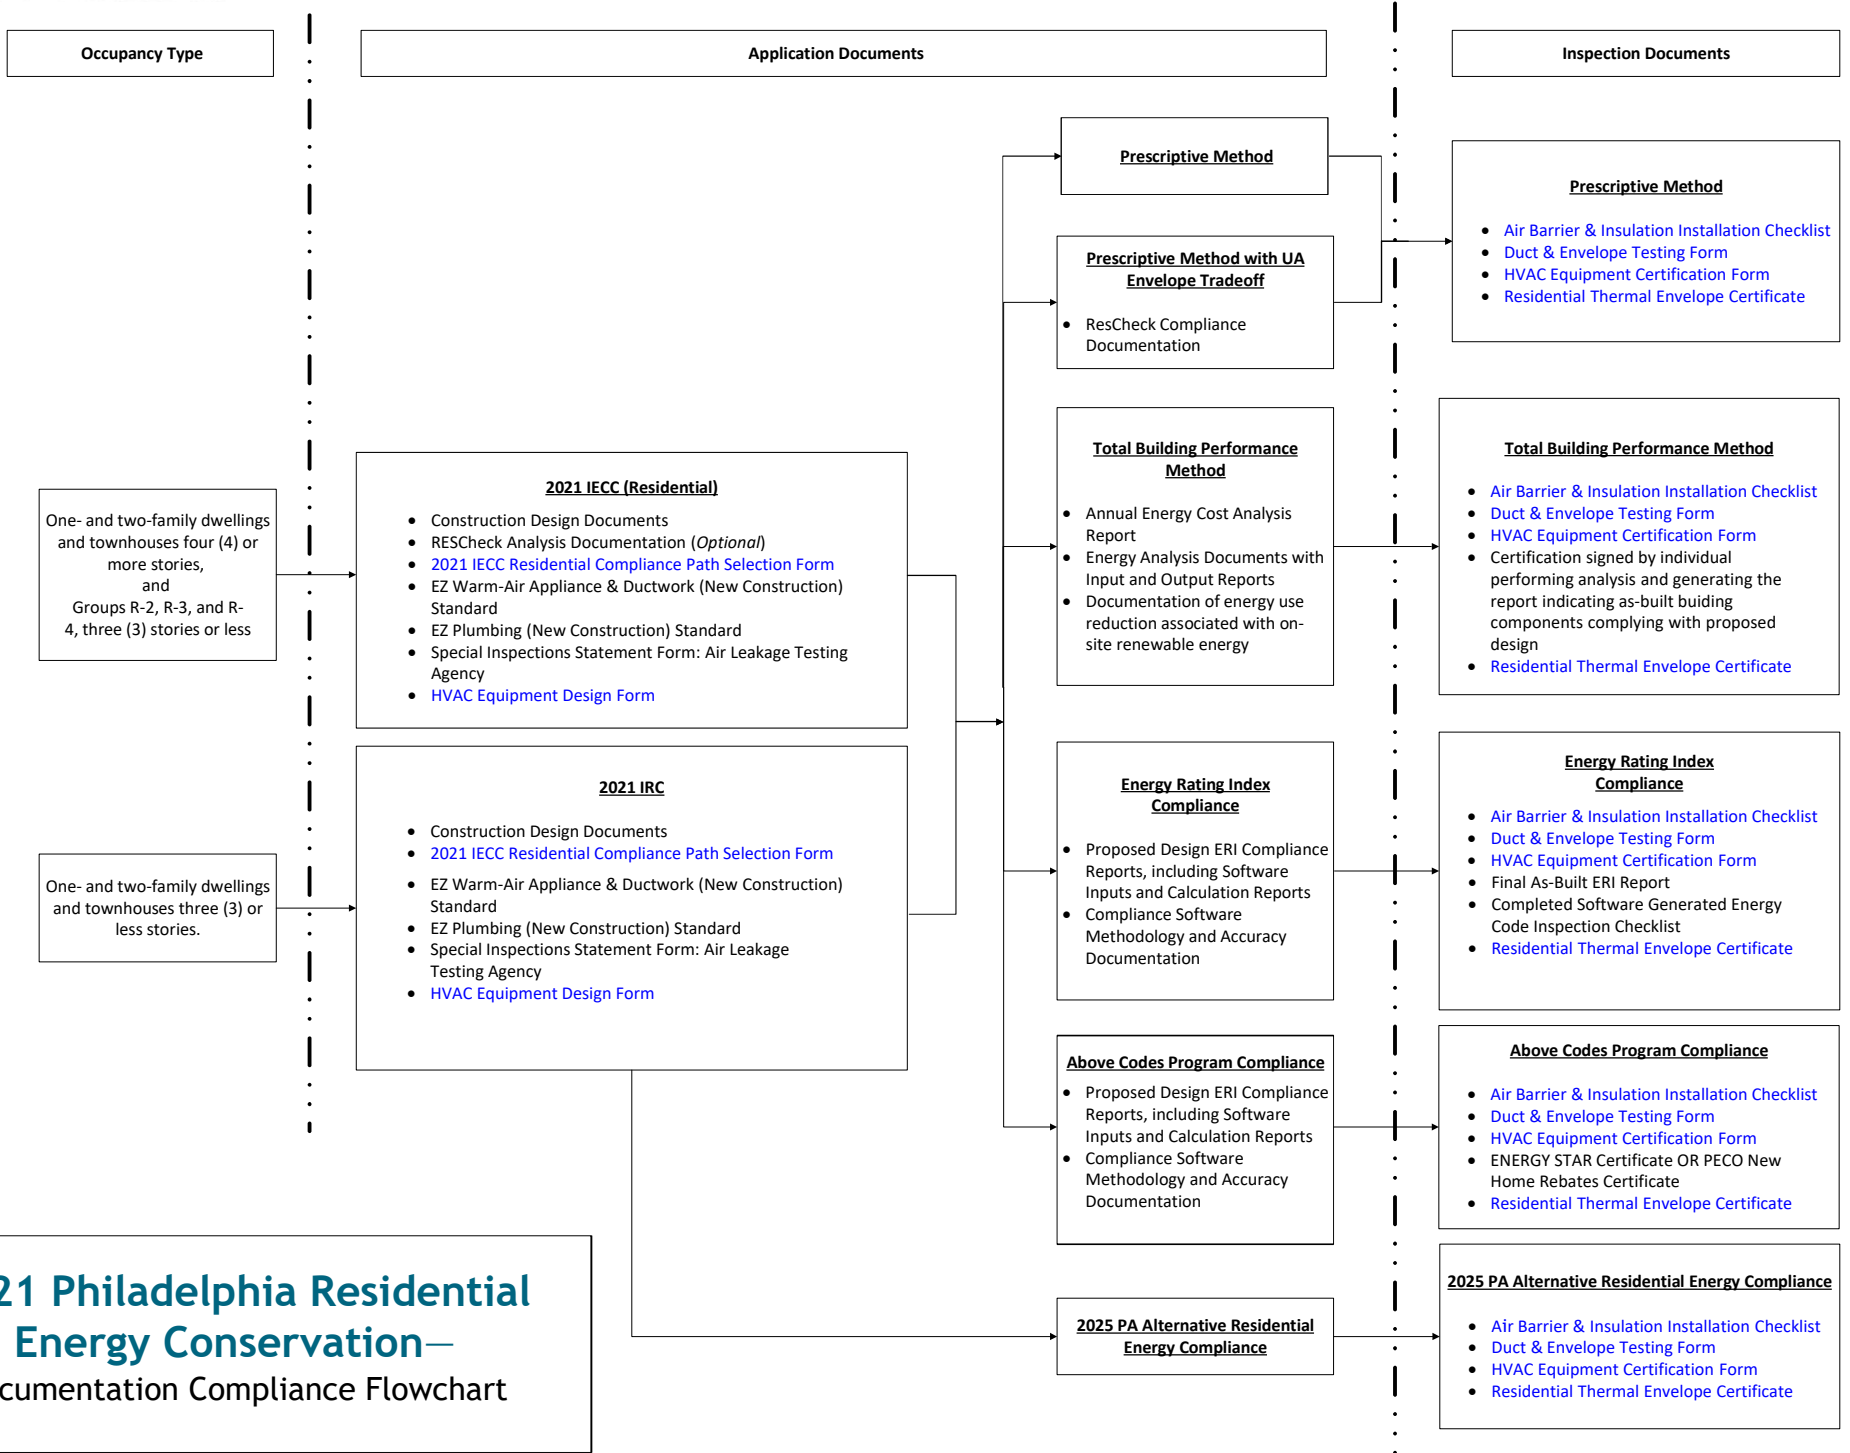 Occupancy Type
Application Documents
Inspection Documents
One- and two-family dwellings
and townhouses four (4) or
more stories,
and
Groups R-2, R-3, and R-
4, three (3) stories or less
One- and two-family dwellings
and townhouses three (3) or
less stories.
2021 IECC (Residential)
• Construction Design Documents
• RESCheck Analysis Documentation (Optional)
• 2021 IECC Residential Compliance Path Selection Form
• EZ Warm-Air Appliance & Ductwork (New Construction)
Standard
• EZ Plumbing (New Construction) Standard
• Special Inspections Statement Form: Air Leakage Testing
Agency
• HVAC Equipment Design Form
2021 IRC
• Construction Design Documents
• 2021 IECC Residential Compliance Path Selection Form
• EZ Warm-Air Appliance & Ductwork (New Construction)
Standard
• EZ Plumbing (New Construction) Standard
• Special Inspections Statement Form: Air Leakage
Testing Agency
• HVAC Equipment Design Form
Prescriptive Method
Prescriptive Method with UA
Envelope Tradeoff
• ResCheck Compliance
Documentation
Total Building Performance
Method
• Annual Energy Cost Analysis
Report
• Energy Analysis Documents with
Input and Output Reports
• Documentation of energy use
reduction associated with on-
site renewable energy
Energy Rating Index
Compliance
• Proposed Design ERI Compliance
Reports, including Software
Inputs and Calculation Reports
• Compliance Software
Methodology and Accuracy
Documentation
Above Codes Program Compliance
• Proposed Design ERI Compliance
Reports, including Software
Inputs and Calculation Reports
• Compliance Software
Methodology and Accuracy
Documentation
2025 PA Alternative Residential
Energy Compliance
Prescriptive Method
• Air Barrier & Insulation Installation Checklist
• Duct & Envelope Testing Form
• HVAC Equipment Certification Form
• Residential Thermal Envelope Certificate
Total Building Performance Method
• Air Barrier & Insulation Installation Checklist
• Duct & Envelope Testing Form
• HVAC Equipment Certification Form
• Certification signed by individual
performing analysis and generating the
report indicating as-built buiding
components complying with proposed
design
• Residential Thermal Envelope Certificate
Energy Rating Index
Compliance
• Air Barrier & Insulation Installation Checklist
• Duct & Envelope Testing Form
• HVAC Equipment Certification Form
• Final As-Built ERI Report
• Completed Software Generated Energy
Code Inspection Checklist
• Residential Thermal Envelope Certificate
Above Codes Program Compliance
• Air Barrier & Insulation Installation Checklist
• Duct & Envelope Testing Form
• HVAC Equipment Certification Form
• ENERGY STAR Certificate OR PECO New
Home Rebates Certificate
• Residential Thermal Envelope Certificate
2025 PA Alternative Residential Energy Compliance
• Air Barrier & Insulation Installation Checklist
• Duct & Envelope Testing Form
• HVAC Equipment Certification Form
• Residential Thermal Envelope Certificate
21 Philadelphia Residential
Energy Conservation—
cumentation Compliance Flowchart